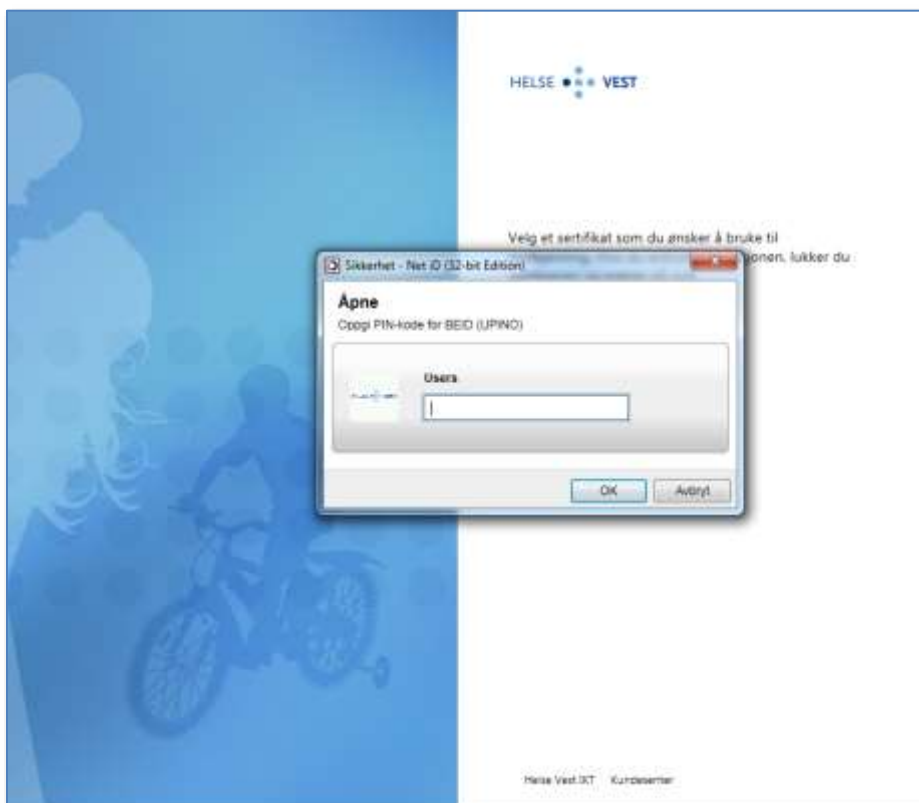 HELSE VEST
Velg et sertifikat som du ønsker å bruke til
jonen, lukker du
Sikkerhet - Net iD (32-bit Edition)
Åpne
Oppgi PIN-kode for BEID (UPINO)
Users
OK Avbryt
Helse Vest IKT Kundesenter